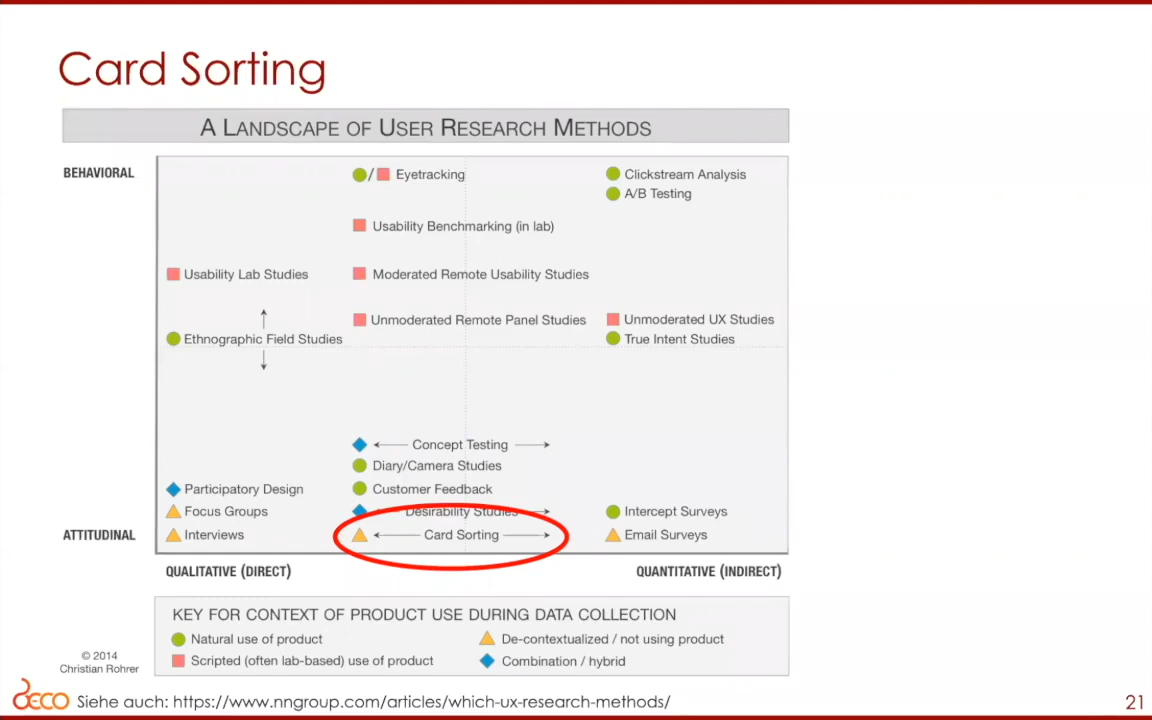 Card Sorting
A LANDSCAPE OF USER RESEARCH METHODS
BEHAVIORAL
/ Eyetracking
Clickstream Analysis
A/B Testing
Usability Benchmarking (in lab)
Usability Lab Studies
Moderated Remote Usability Studies
Unmoderated Remote Panel Studies
Unmoderated UX Studies
Ethnographic Field Studies
True Intent Studies
Concept Testing
Diary/Camera Studies
Participatory Design
Customer Feedback
Focus Groups
Desirability Studies
Intercept Surveys
ATTITUDINAL
Interviews
Card Sorting
Email Surveys
QUALITATIVE (DIRECT)
QUANTITATIVE (INDIRECT)
KEY FOR CONTEXT OF PRODUCT USE DURING DATA COLLECTION
Natural use of product
De-contextualized / not using product
Scripted (often lab-based) use of product
Combination / hybrid
© 2014
Christian Rohrer
DECO
Siehe auch: https://www.nngroup.com/articles/which-ux-research-methods/
21